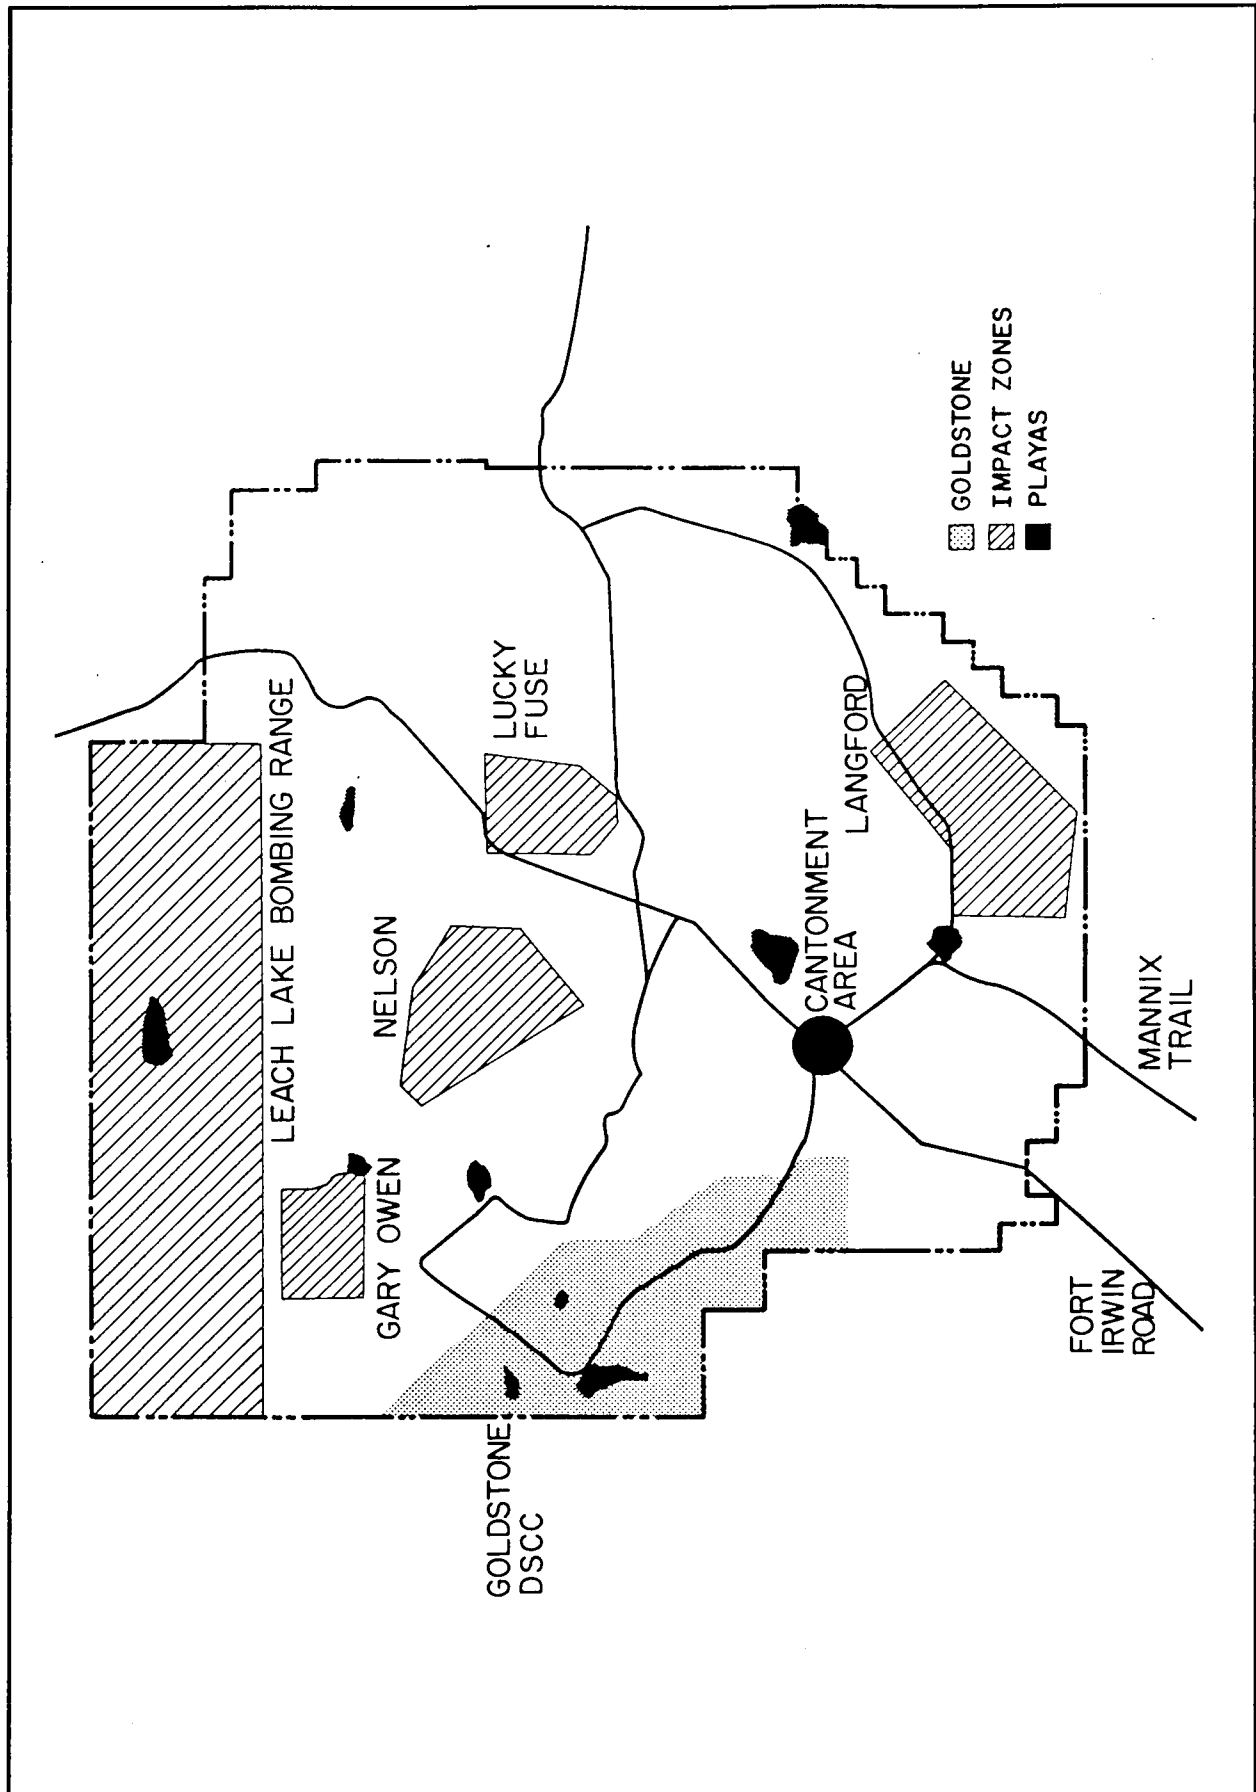 LEACH LAKE BOMBING RANGE
GARY OWEN
NELSON
LUCKY
FUSE
GOLDSTONE
DSCC
CANTONMENT
AREA
LANGFORD
FORT
IRWIN
ROAD
MANNIX
TRAIL
GOLDSTONE
IMPACT ZONES
PLAYAS